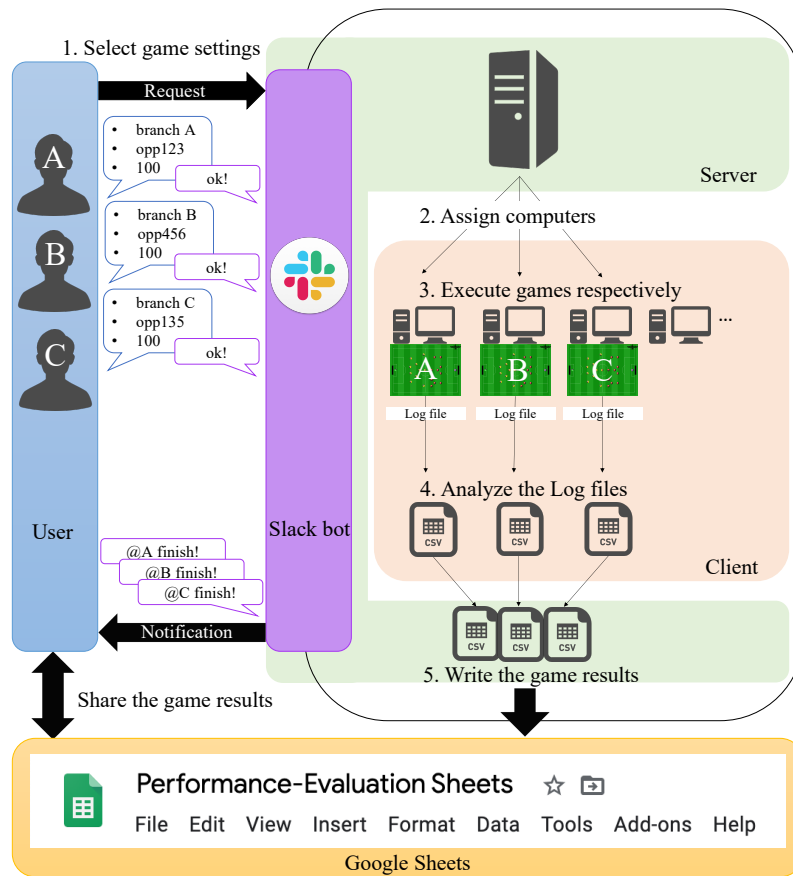 1. Select game settings
Request
A
• branch A
• opp123
• 100
ok!
B
• branch B
• opp456
• 100
ok!
C
• branch C
• opp135
• 100
ok!
User
Slack bot
@A finish!
@B finish!
@C finish!
Notification
Share the game results
Server
2. Assign computers
3. Execute games respectively
...
A B C
Log file Log file Log file
4. Analyze the Log files
CSV CSV CSV
Client
CSV CSV CSV
5. Write the game results
Performance-Evaluation Sheets
File Edit View Insert Format Data Tools Add-ons Help
Google Sheets